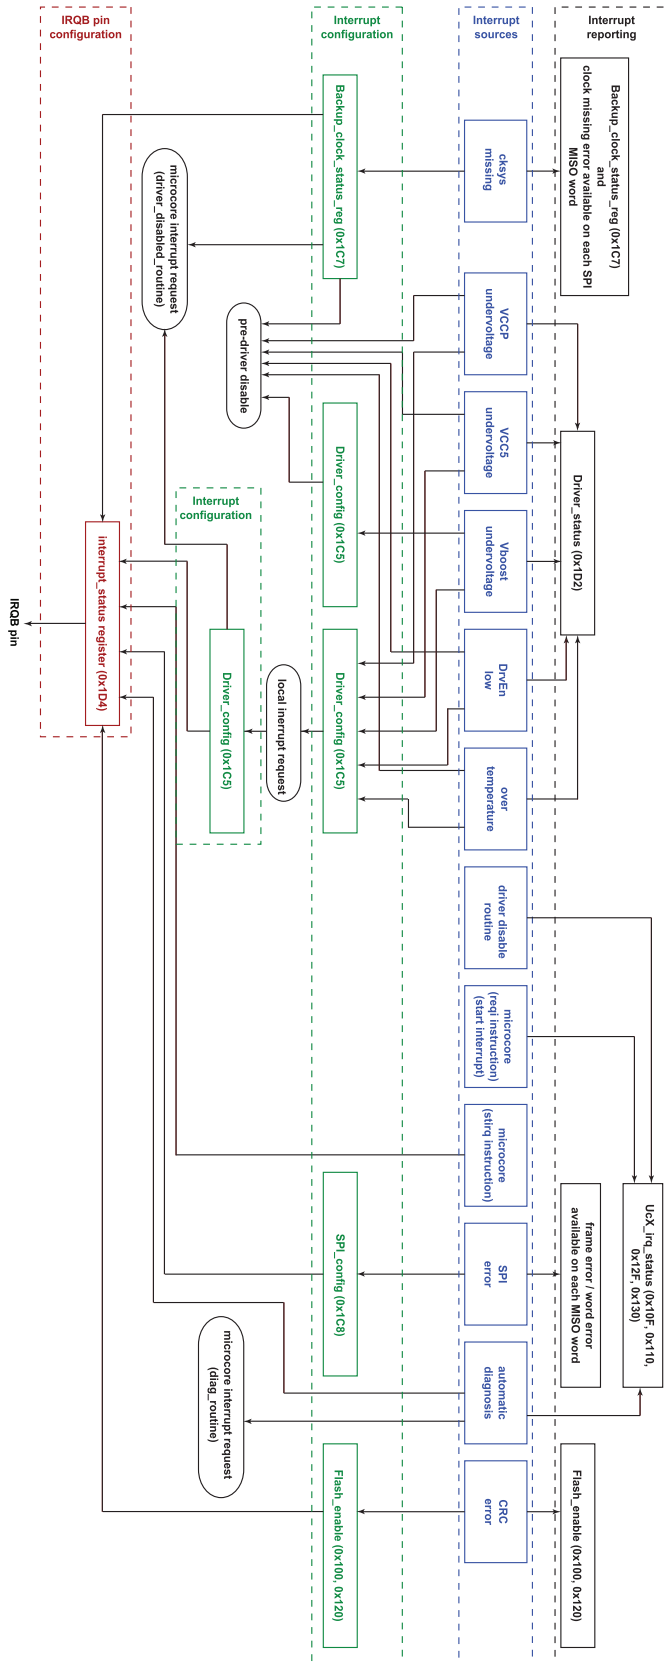 IRQB pin
configuration
Interrupt
configuration
Interrupt
sources
Interrupt
reporting
Backup_clock_status_reg (0x1C7)
and
clock missing error available on each SPI
MISO word
cksys
missing
Backup_clock_status_reg (0x1C7)
microcore interrupt request
(driver_disabled_routine)
VCCP
undervoltage
pre-driver disable
VCC5
undervoltage
Driver_status (0x1D2)
Driver_config (0x1C5)
Interrupt
configuration
Vboost
undervoltage
interrupt_status register (0x1D4)
IRQB pin
DrvEn
low
Driver_config (0x1C5)
local inerrupt request
Driver_config (0x1C5)
over
temperature
driver disable
routine
microcore
(reqi instruction)
(start interrupt)
microcore
(stirq instruction)
UcX_irq_status (0x10F, 0x110,
0x12F, 0x130)
frame error / word error
available on each MISO word
SPI
error
SPI_config (0x1C8)
automatic
diagnosis
microcore interrupt request
(diag_routine)
CRC
error
Flash_enable (0x100, 0x120)
Flash_enable (0x100, 0x120)